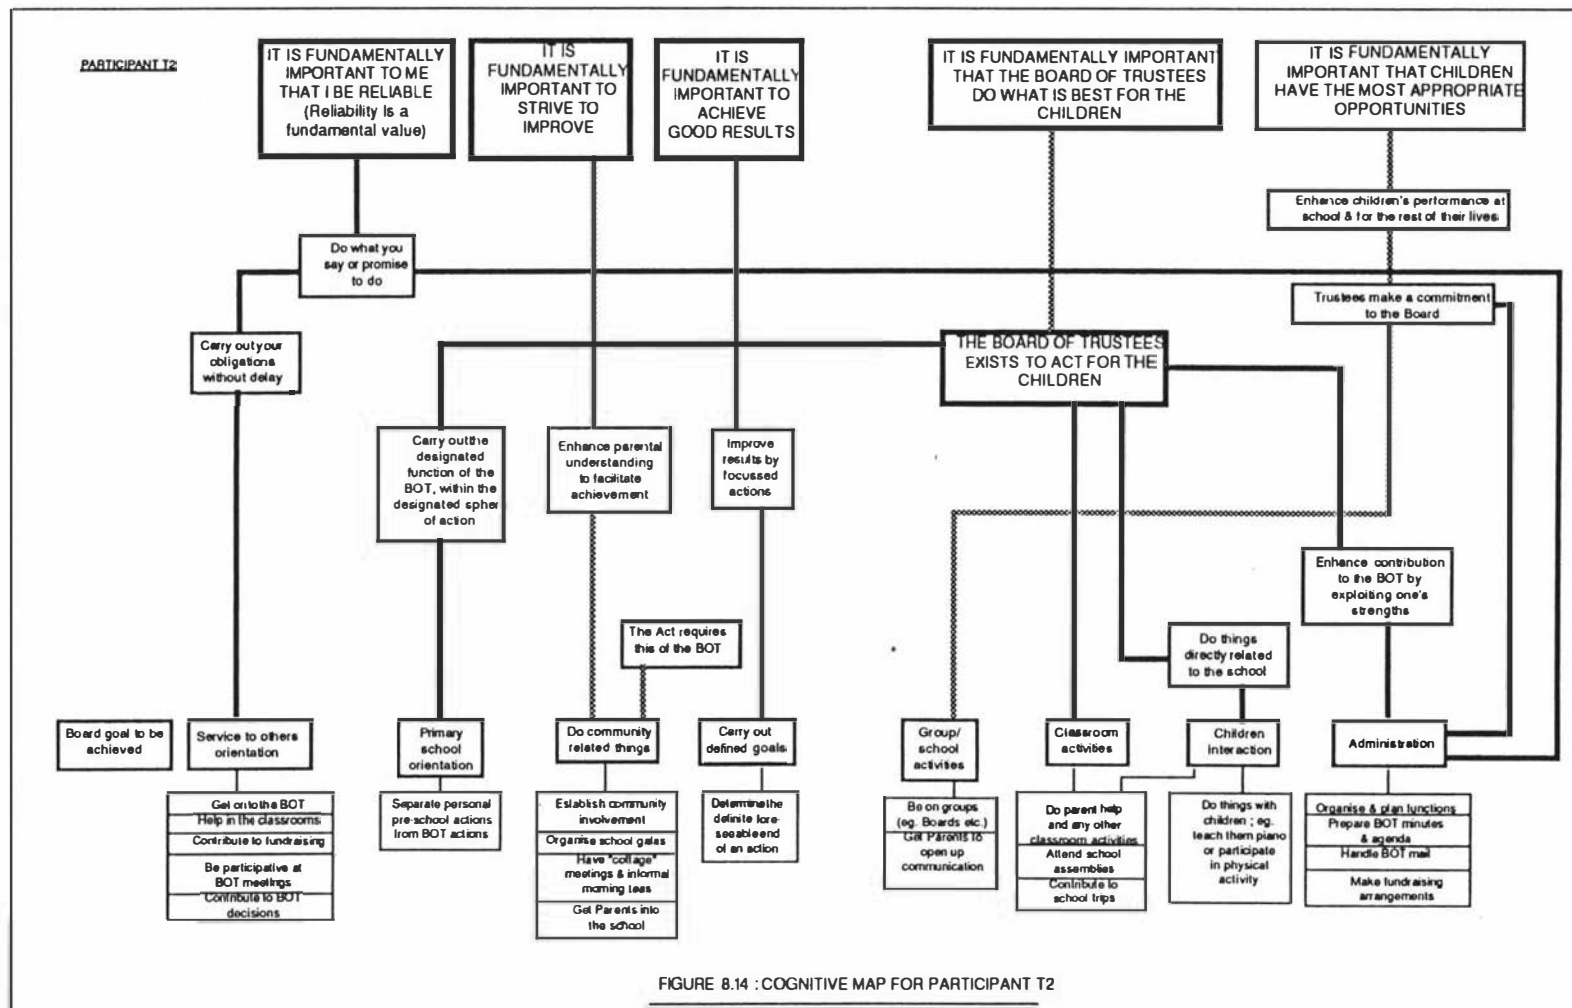 PARTICIPANT T2
IT IS FUNDAMENTALLY
IMPORTANT TO ME
THAT I BE RELIABLE
(Reliability is a
fundamental value)
IT IS
FUNDAMENTALLY
IMPORTANT TO
STRIVE TO
IMPROVE
IT IS
FUNDAMENTALLY
IMPORTANT TO
ACHIEVE
GOOD RESULTS
IT IS FUNDAMENTALLY IMPORTANT
THAT THE BOARD OF TRUSTEES
DO WHAT IS BEST FOR THE
CHILDREN
IT IS FUNDAMENTALLY
IMPORTANT THAT CHILDREN
HAVE THE MOST APPROPRIATE
OPPORTUNITIES
Enhance children's performance at
school & for the rest of their lives
Do what you
say or promise
to do
Trustees make a commitment
to the Board
Carry out your
obligations
without delay
THE BOARD OF TRUSTEES
EXISTS TO ACT FOR THE
CHILDREN
Carry out the
designated
function of the
BOT, within the
designated spher
of action
Enhance parental
understanding
to facilitate
achievement
Improve
results by
focussed
actions
Enhance contribution
to the BOT by
exploiting one's
strengths
The Act requires
this of the BOT
Do things
directly related
to the school
Board goal to be
achieved
Service to others
orientation
Primary
school
orientation
Do community
related things
Carry out
defined goals
Group/
school
activities
Classroom
activities
Children
Interaction
Administration
Get onto the BOT
Help in the classrooms
Contribute to fundraising
Be participative at
BOT meetings
Contribute to BOT
decisions
Separate personal
pre-school actions
from BOT actions
Establish community
involvement
Organise school galas
Have "collage"
meetings & informal
morning teas
Get Parents into
the school
Determine the
definite fore-
seeable end
of an action
Be on groups
(eg. Boards etc.)
Get Parents to
open up
communication
Do parent help
and any other
classroom activities
Attend school
assemblies
Contribute to
school trips
Do things with
children ; eg.
teach them piano
or participate
in physical
activity
Organise & plan functions
Prepare BOT minutes
& agenda
Handle BOT mail
Make fundraising
arrangements
FIGURE 8.14 : COGNITIVE MAP FOR PARTICIPANT T2